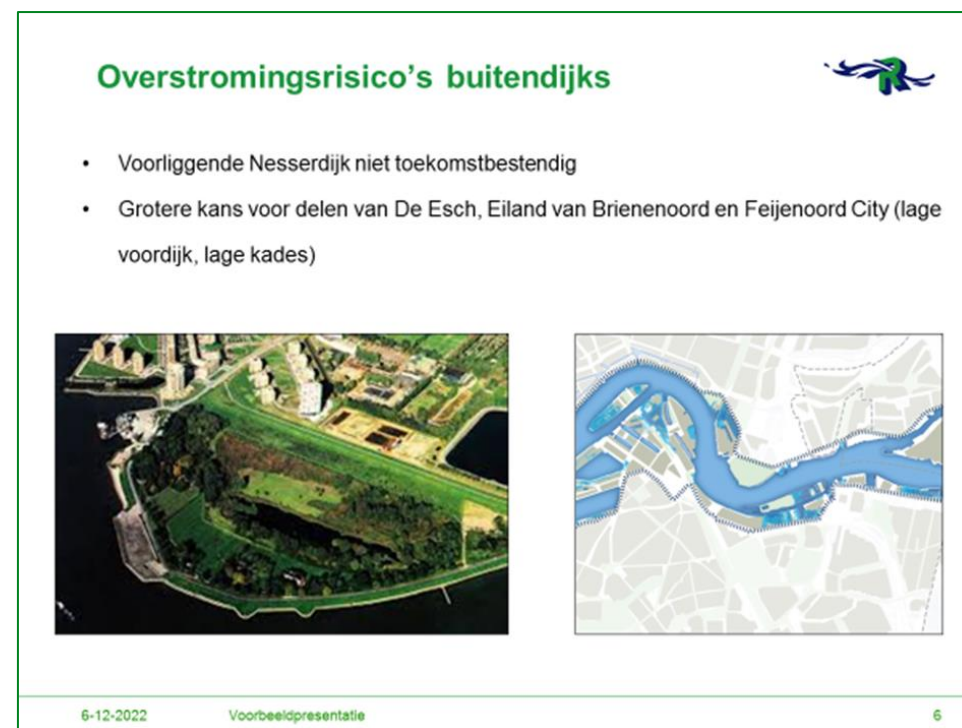 Overstromingsrisico's buitendijks
• Voorliggende Nesserdijk niet toekomstbestendig
• Grotere kans voor delen van De Esch, Eiland van Brienenoord en Feijenoord City (lage
voordijk, lage kades)
6-12-2022 Voorbeeldpresentatie 6